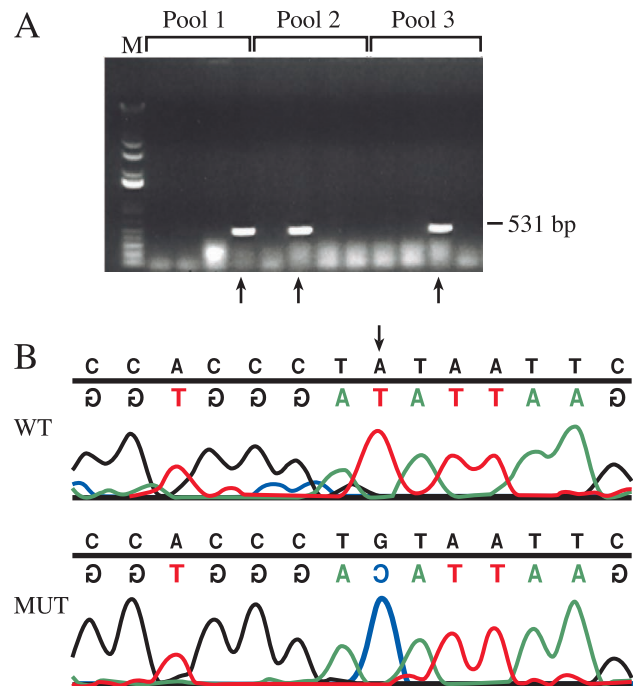 A
Pool 1 Pool 2 Pool 3
M
531 bp
B
C C A C C C T A T A A T T C
G G T G G G A T A T T A A G
WT
C C A C C C T G T A A T T C
G G T G G G A C A T T A A G
MUT